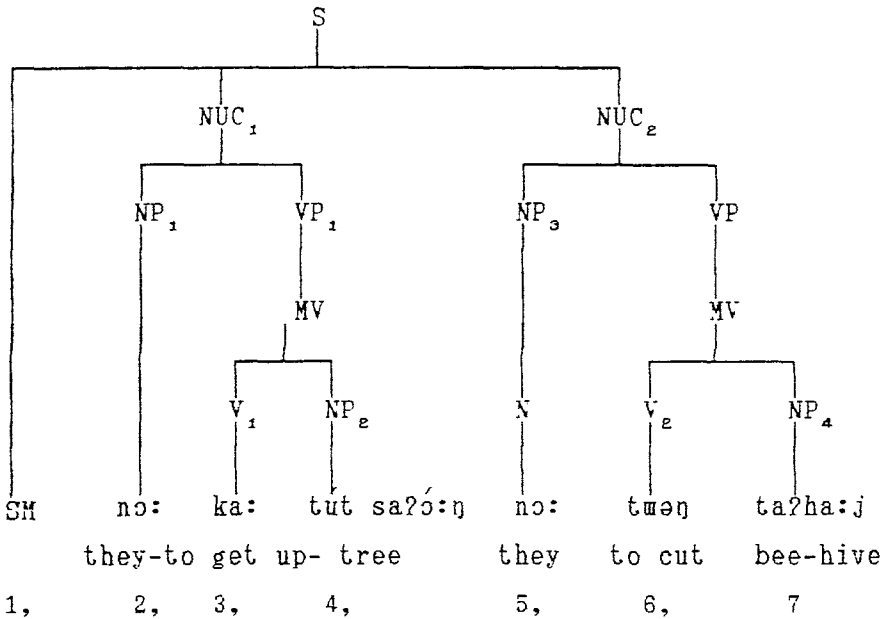 S
NUC₁ NUC₂
NP₁ VP₁ NP₃ VP
MV MV
V₁ NP₂ N V₂ NP₄
SM nɔ: ka: tút saʔɔ́:ŋ nɔ: tɯəŋ taʔha:j
they-to get up- tree they to cut bee-hive
1, 2, 3, 4, 5, 6, 7